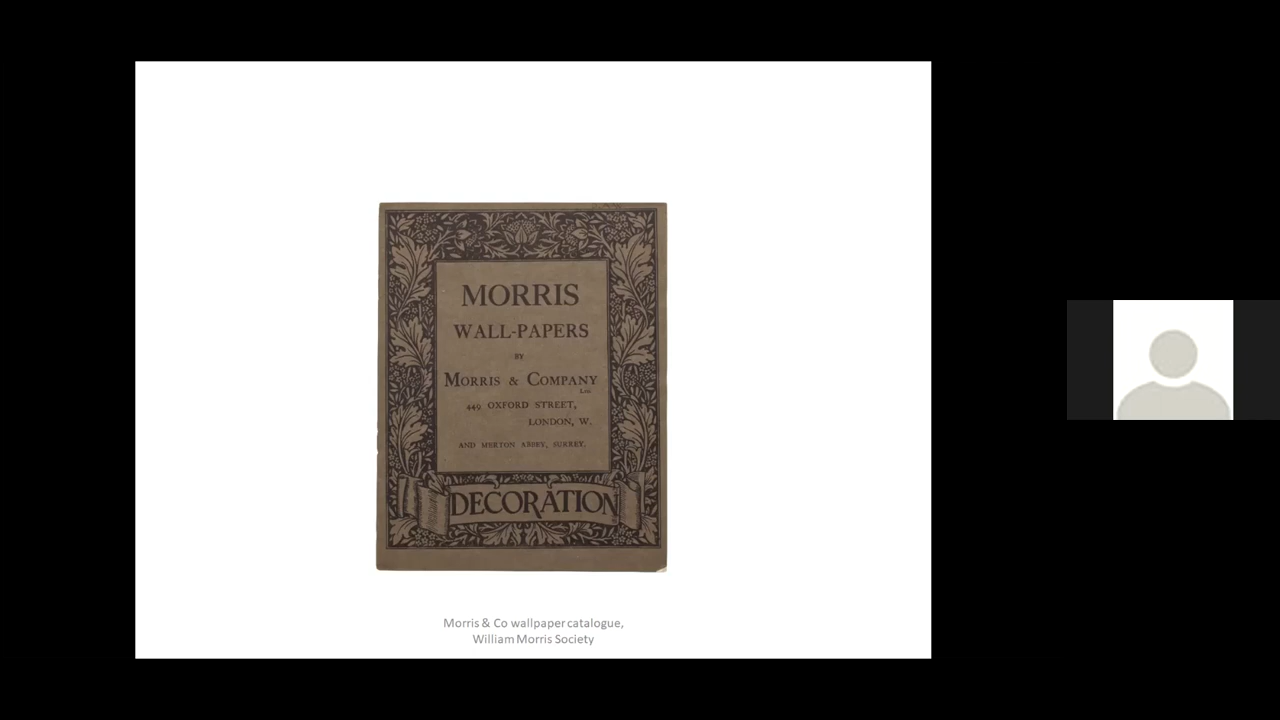 MORRIS
WALL-PAPERS
BY
MORRIS & COMPANY
LTD.
449 OXFORD STREET,
LONDON, W.
AND MERTON ABBEY, SURREY.
DECORATION
Morris & Co wallpaper catalogue,
William Morris Society